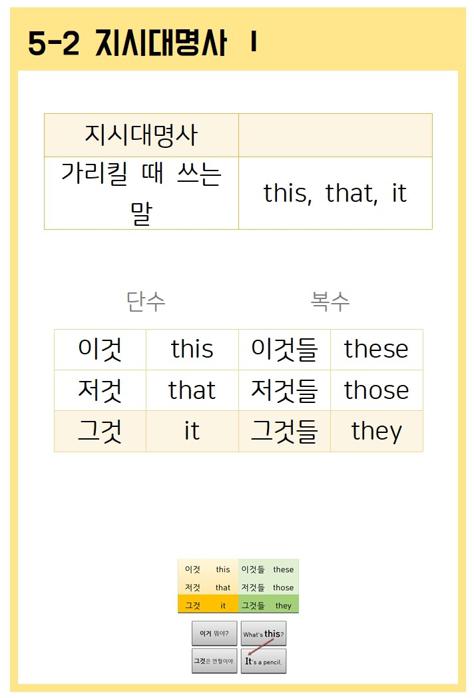 5-2 지시대명사 I
지시대명사
가리킬 때 쓰는
말
this, that, it
단수 복수
이것 this 이것들 these
저것 that 저것들 those
그것 it 그것들 they
이것 this 이것들 these
저것 that 저것들 those
그것 it 그것들 they
이거 뭐야? What's this?
그것은 연필이야. It's a pencil.